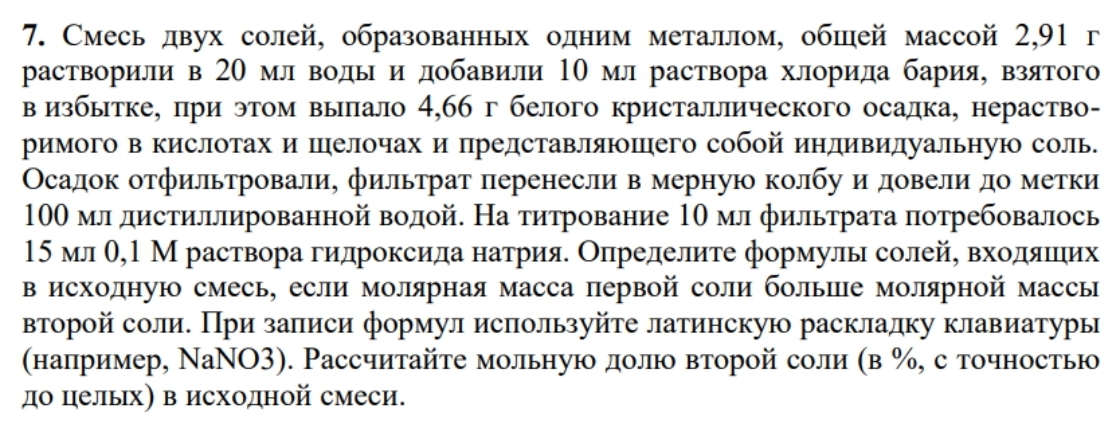 7. Смесь двух солей, образованных одним металлом, общей массой 2,91 г
растворили в 20 мл воды и добавили 10 мл раствора хлорида бария, взятого
в избытке, при этом выпало 4,66 г белого кристаллического осадка, нераство-
римого в кислотах и щелочах и представляющего собой индивидуальную соль.
Осадок отфильтровали, фильтрат перенесли в мерную колбу и довели до метки
100 мл дистиллированной водой. На титрование 10 мл фильтрата потребовалось
15 мл 0,1 М раствора гидроксида натрия. Определите формулы солей, входящих
в исходную смесь, если молярная масса первой соли больше молярной массы
второй соли. При записи формул используйте латинскую раскладку клавиатуры
(например, NaNO3). Рассчитайте мольную долю второй соли (в %, с точностью
до целых) в исходной смеси.